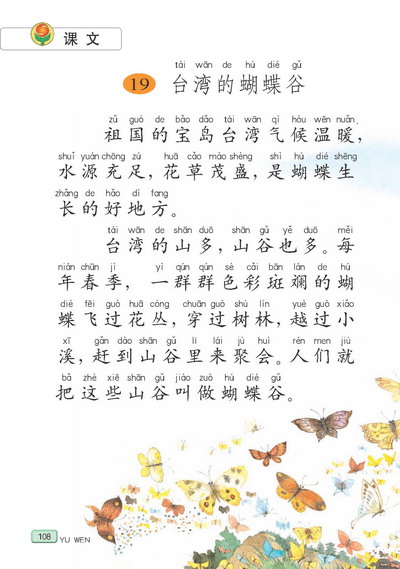 课文
tái wān de hú dié gǔ
19 台湾的蝴蝶谷
zǔ guó de bǎo dǎo tái wān qì hòu wēn nuǎn
祖国的宝岛台湾气候温暖，
shuǐ yuán chōng zú huā cǎo mào shèng shì hú dié shēng
水源充足，花草茂盛，是蝴蝶生
zhǎng de hǎo dì fang
长的好地方。
tái wān de shān duō shān gǔ yě duō měi
台湾的山多，山谷也多。每
nián chūn jì yì qún qún sè cǎi bān lán de hú
年春季，一群群色彩斑斓的蝴
dié fēi guò huā cóng chuān guò shù lín yuè guò xiǎo
蝶飞过花丛，穿过树林，越过小
xī gǎn dào shān gǔ lǐ lái jù huì rén men jiù
溪，赶到山谷里来聚会。人们就
bǎ zhè xiē shān gǔ jiào zuò hú dié gǔ
把这些山谷叫做蝴蝶谷。
108 YU WEN